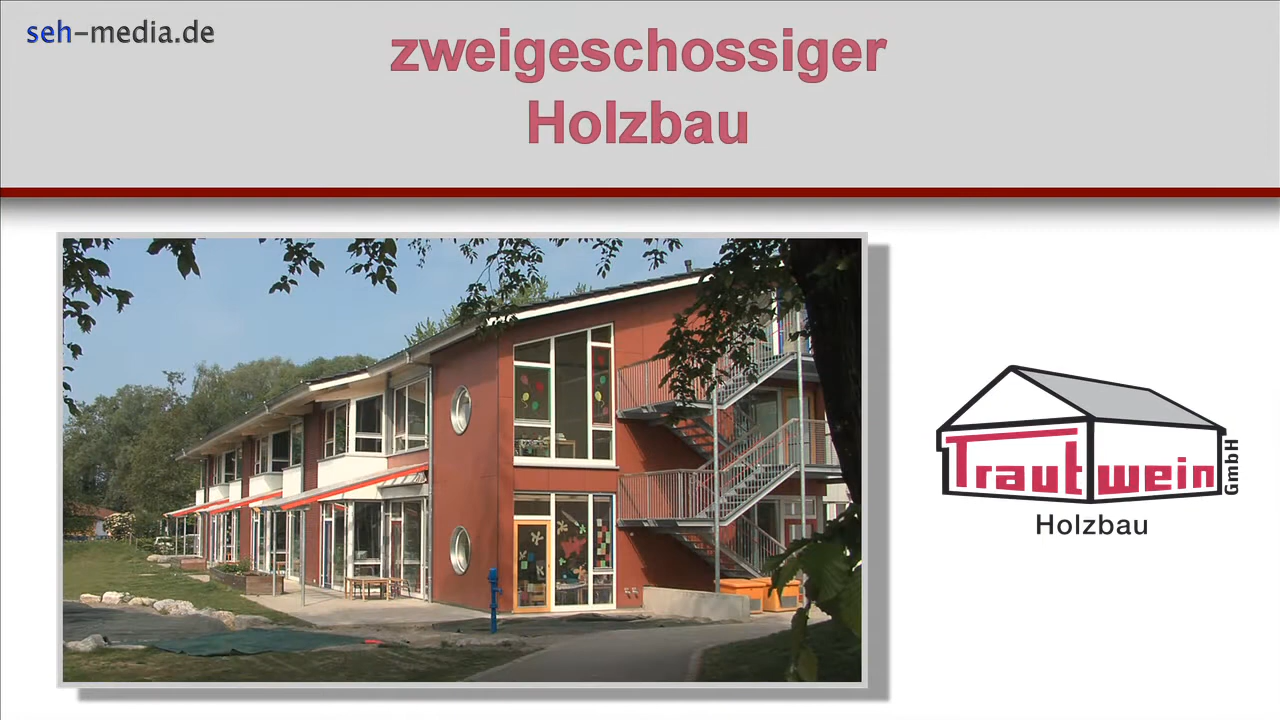 seh-media.de
zweigeschossiger
Holzbau
Trautwein
GmbH
Holzbau